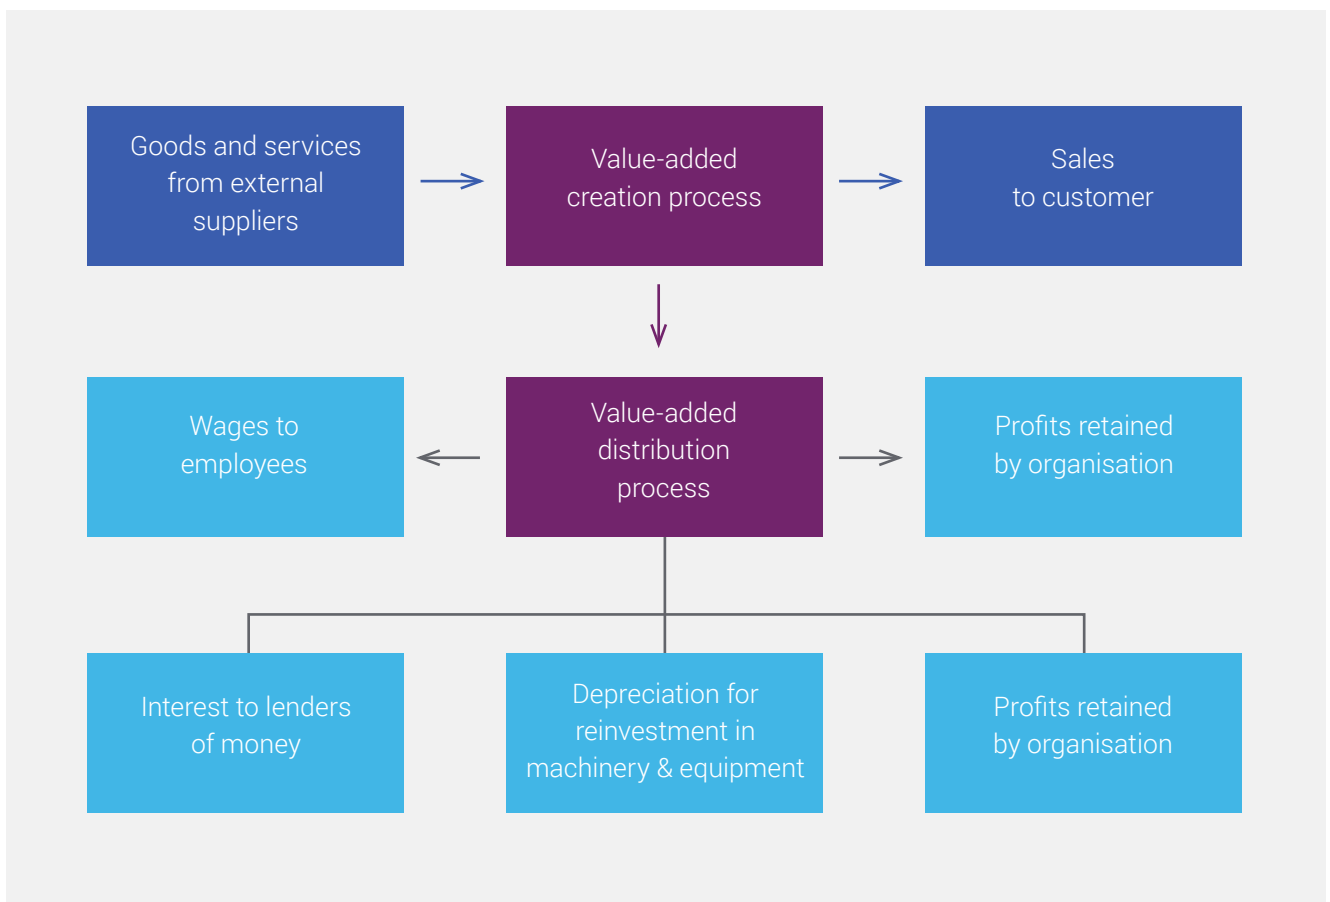 Goods and services
from external
suppliers
Value-added
creation process
Sales
to customer
Wages to
employees
Value-added
distribution
process
Profits retained
by organisation
Interest to lenders
of money
Depreciation for
reinvestment in
machinery & equipment
Profits retained
by organisation